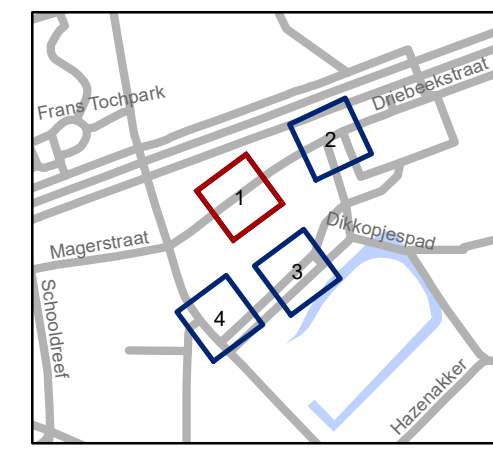 Driebeekstraat
Frans Tochpark
2
1
Dikkopjespad
Magerstraat
3
Schooldreef
4
Hazenakker